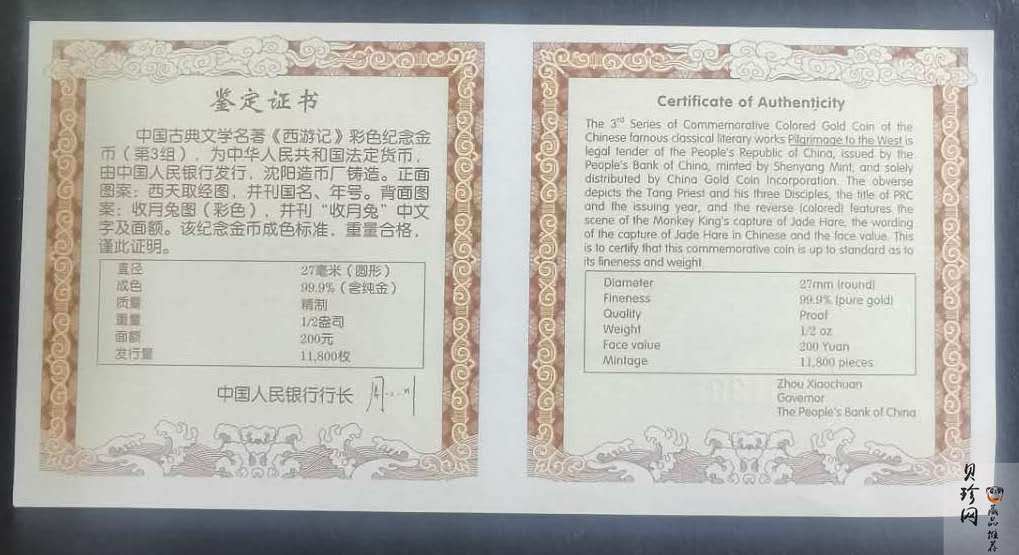 鉴定证书
中国古典文学名著《西游记》彩色纪念金
币（第3组），为中华人民共和国法定货币，
由中国人民银行发行，沈阳造币厂铸造。正面
图案：西天取经图，并刊国名、年号。背面图
案：收月兔图（彩色），并刊“收月兔”中文
字及面额。该纪念金币成色标准，重量合格，
谨此证明。
直径 27毫米（圆形）
成色 99.9%（含纯金）
质量 精制
重量 1/2盎司
面额 200元
发行量 11,800枚
中国人民银行行长
Certificate of Authenticity
The 3rd Series of Commemorative Colored Gold Coin of the
Chinese famous classical literary works Pilgrimage to the West is
legal tender of the People's Republic of China, issued by the
People's Bank of China, minted by Shenyang Mint, and solely
distributed by China Gold Coin Incorporation. The obverse
depicts the Tang Priest and his three Disciples, the title of PRC
and the issuing year, and the reverse (colored) features the
scene of the Monkey King's capture of Jade Hare, the wording
of the capture of Jade Hare in Chinese and the face value. This
is to certify that this commemorative coin is up to standard as to
its fineness and weight.
Diameter 27mm (round)
Fineness 99.9% (pure gold)
Quality Proof
Weight 1/2 oz
Face value 200 Yuan
Mintage 11,800 pieces
Zhou Xiaochuan
Governor
The People's Bank of China
贝珍网
藏品推荐